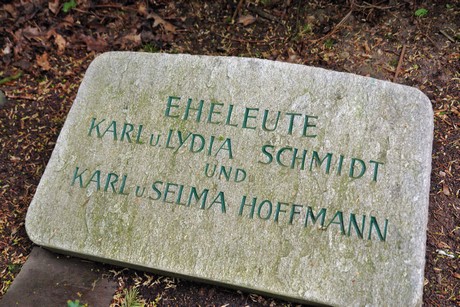 EHELEUTE
KARL U LYDIA SCHMIDT
UND
KARL U SELMA HOFFMANN